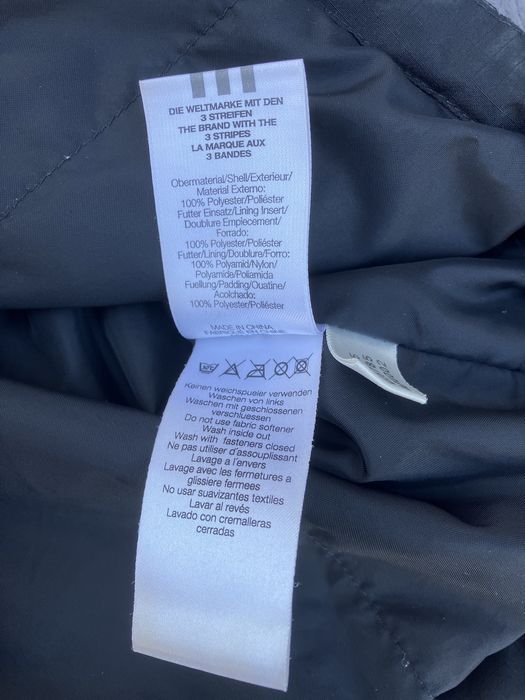 DIE WELTMARKE MIT DEN
3 STREIFEN
THE BRAND WITH THE
3 STRIPES
LA MARQUE AUX
3 BANDES
Obermaterial/Shell/Exterieur/
Material Externo:
100% Polyester/Poliéster
Futter Einsatz/Lining Insert/
Doublure Empiecement/
Forrado:
100% Polyester/Poliéster
Futter/Lining/Doublure/Forro:
100% Polyamid/Nylon/
Polyamide/Poliamida
Fuellung/Padding/Ouatine/
Acolchado:
100% Polyester/Poliéster
MADE IN CHINA
FABRIQUE EN CHINE
Keinen weichspueler verwenden
Waschen von links
Waschen mit geschlossenen
verschluessen
Do not use fabric softener
Wash inside out
Wash with fasteners closed
Ne pas utiliser d'assouplissant
Lavage a l'envers
Lavage avec les fermetures a
glissiere fermees
No usar suavizantes textiles
Lavar al revés
Lavado con cremalleras
cerradas